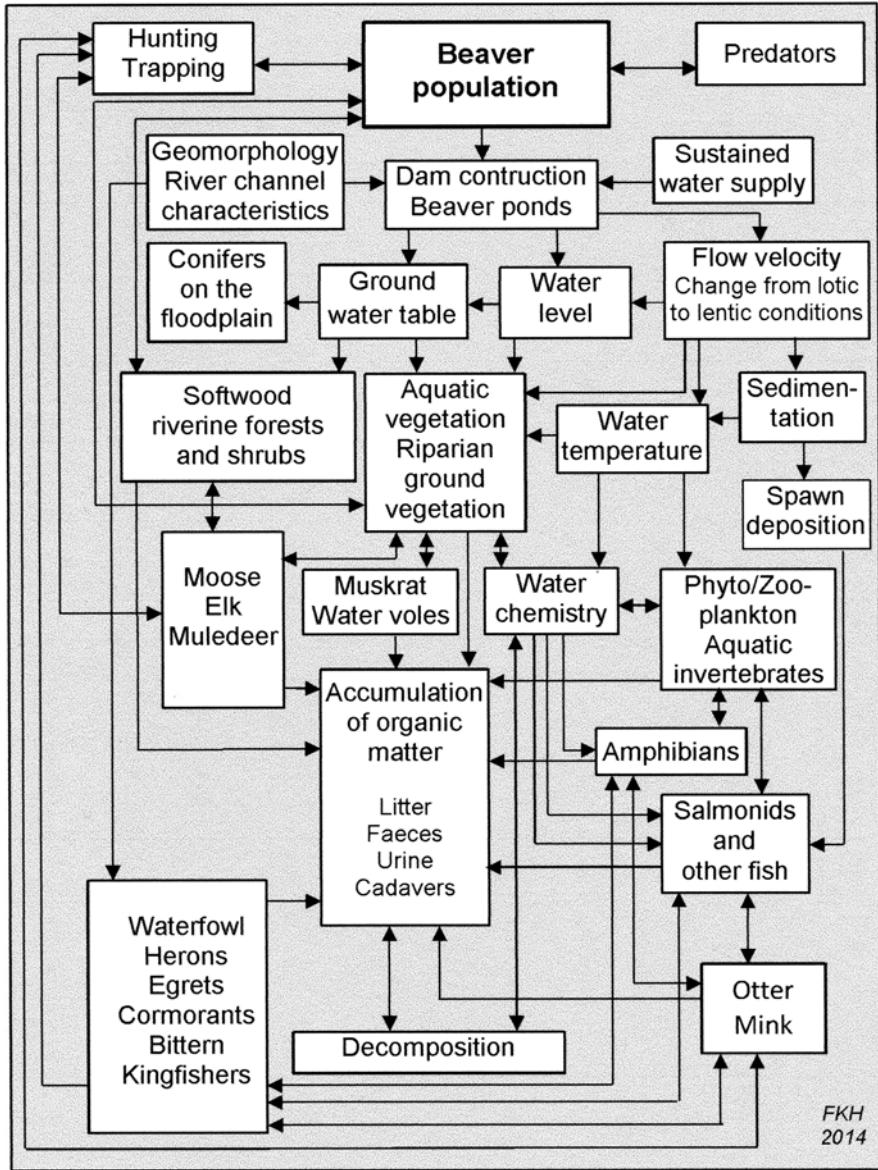 Hunting
Trapping
Beaver
population
Predators
Geomorphology
River channel
characteristics
Dam contruction
Beaver ponds
Sustained
water supply
Conifers
on the
floodplain
Ground
water table
Water
level
Flow velocity
Change from lotic
to lentic conditions
Softwood
riverine forests
and shrubs
Aquatic
vegetation
Riparian
ground
vegetation
Water
temperature
Sedimen-
tation
Spawn
deposition
Moose
Elk
Muledeer
Muskrat
Water voles
Water
chemistry
Phyto/Zoo-
plankton
Aquatic
invertebrates
Accumulation
of organic
matter
Litter
Faeces
Urine
Cadavers
Amphibians
Salmonids
and
other fish
Waterfowl
Herons
Egrets
Cormorants
Bittern
Kingfishers
Decomposition
Otter
Mink
FKH
2014